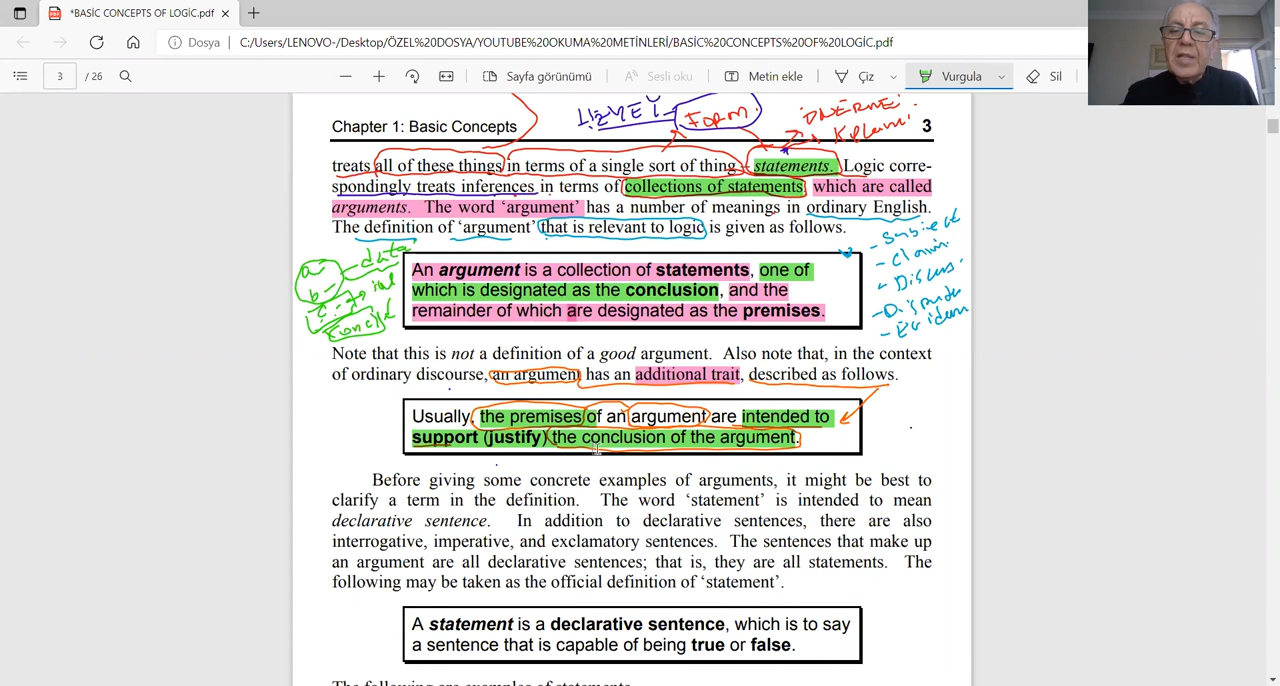 *BASİC CONCEPTS OF LOGİC.pdf
Dosya C:/Users/LENOVO-/Desktop/ÖZEL%20DOSYA/YOUTUBE%20OKUMA%20METİNLERİ/BASİC%20CONCEPTS%20OF%20LOGİC.pdf
3 / 26 Sayfa görünümü Sesli oku Metin ekle Çiz Vurgula Sil
Form
Chapter 1: Basic Concepts 3
treats all of these things in terms of a single sort of thing – statements. Logic corre-
spondingly treats inferences in terms of collections of statements which are called
arguments. The word ‘argument’ has a number of meanings in ordinary English.
The definition of ‘argument’ that is relevant to logic is given as follows.
a- data
b-
An argument is a collection of statements, one of
which is designated as the conclusion, and the
remainder of which are designated as the premises.
Note that this is not a definition of a good argument. Also note that, in the context
of ordinary discourse, an argument has an additional trait, described as follows.
Usually, the premises of an argument are intended to
support (justify) the conclusion of the argument.
Before giving some concrete examples of arguments, it might be best to
clarify a term in the definition. The word ‘statement’ is intended to mean
declarative sentence. In addition to declarative sentences, there are also
interrogative, imperative, and exclamatory sentences. The sentences that make up
an argument are all declarative sentences; that is, they are all statements. The
following may be taken as the official definition of ‘statement’.
A statement is a declarative sentence, which is to say
a sentence that is capable of being true or false.
The following are examples of statements.